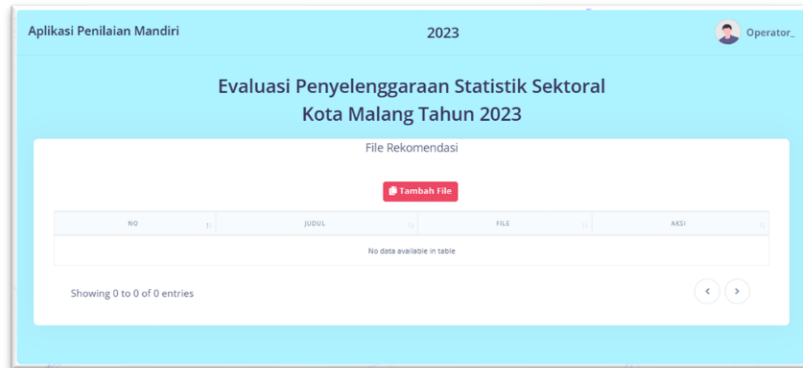 Aplikasi Penilaian Mandiri 2023 Operator_
Evaluasi Penyelenggaraan Statistik Sektoral
Kota Malang Tahun 2023
File Rekomendasi
Tambah File
NO JUDUL FILE AKSI
No data available in table
Showing 0 to 0 of 0 entries